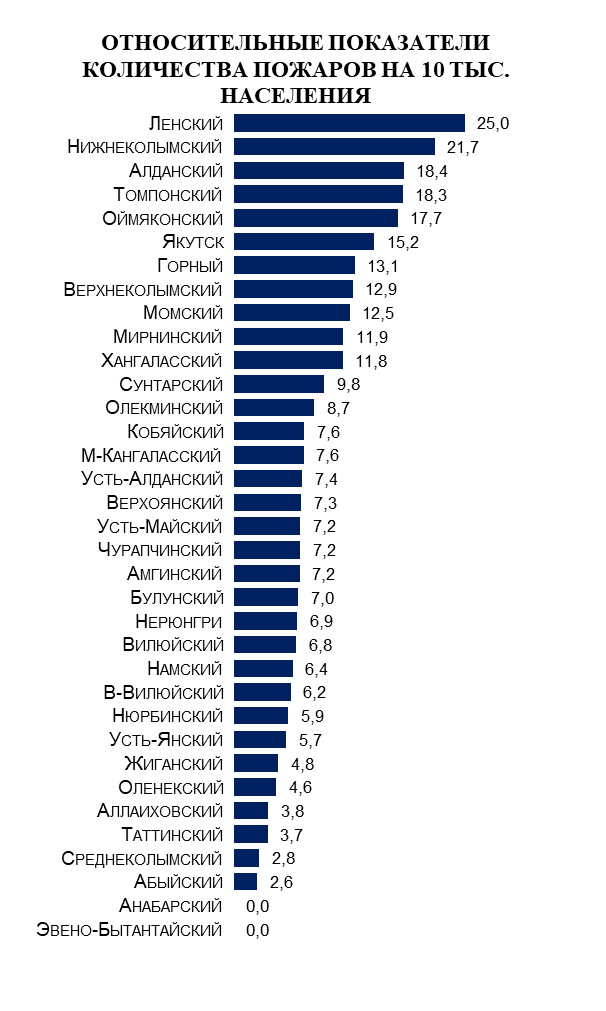 ОТНОСИТЕЛЬНЫЕ ПОКАЗАТЕЛИ
КОЛИЧЕСТВА ПОЖАРОВ НА 10 ТЫС.
НАСЕЛЕНИЯ
ЛЕНСКИЙ 25,0
НИЖНЕКОЛЫМСКИЙ 21,7
АЛДАНСКИЙ 18,4
ТОМПОНСКИЙ 18,3
ОЙМЯКОНСКИЙ 17,7
ЯКУТСК 15,2
ГОРНЫЙ 13,1
ВЕРХНЕКОЛЫМСКИЙ 12,9
МОМСКИЙ 12,5
МИРНИНСКИЙ 11,9
ХАНГАЛАССКИЙ 11,8
СУНТАРСКИЙ 9,8
ОЛЕКМИНСКИЙ 8,7
КОБЯЙСКИЙ 7,6
М-КАНГАЛАССКИЙ 7,6
УСТЬ-АЛДАНСКИЙ 7,4
ВЕРХОЯНСКИЙ 7,3
УСТЬ-МАЙСКИЙ 7,2
ЧУРАПЧИНСКИЙ 7,2
АМГИНСКИЙ 7,2
БУЛУНСКИЙ 7,0
НЕРЮНГРИ 6,9
ВИЛЮЙСКИЙ 6,8
НАМСКИЙ 6,4
В-ВИЛЮЙСКИЙ 6,2
НЮРБИНСКИЙ 5,9
УСТЬ-ЯНСКИЙ 5,7
ЖИГАНСКИЙ 4,8
ОЛЕНЕКСКИЙ 4,6
АЛЛАИХОВСКИЙ 3,8
ТАТТИНСКИЙ 3,7
СРЕДНЕКОЛЫМСКИЙ 2,8
АБЫЙСКИЙ 2,6
АНАБАРСКИЙ 0,0
ЭВЕНО-БЫТАНТАЙСКИЙ 0,0